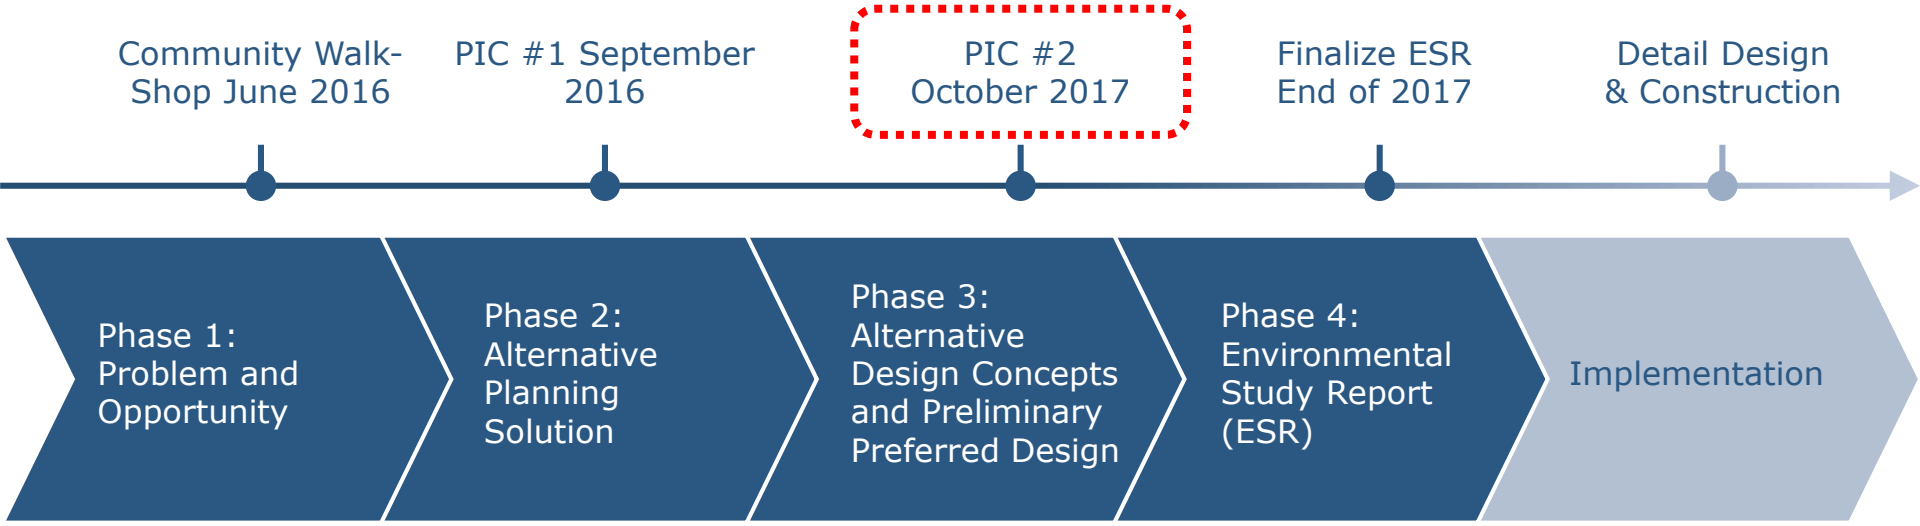 Community Walk-
Shop June 2016
PIC #1 September
2016
PIC #2
October 2017
Finalize ESR
End of 2017
Detail Design
& Construction
Phase 1:
Problem and
Opportunity
Phase 2:
Alternative
Planning
Solution
Phase 3:
Alternative
Design Concepts
and Preliminary
Preferred Design
Phase 4:
Environmental
Study Report
(ESR)
Implementation